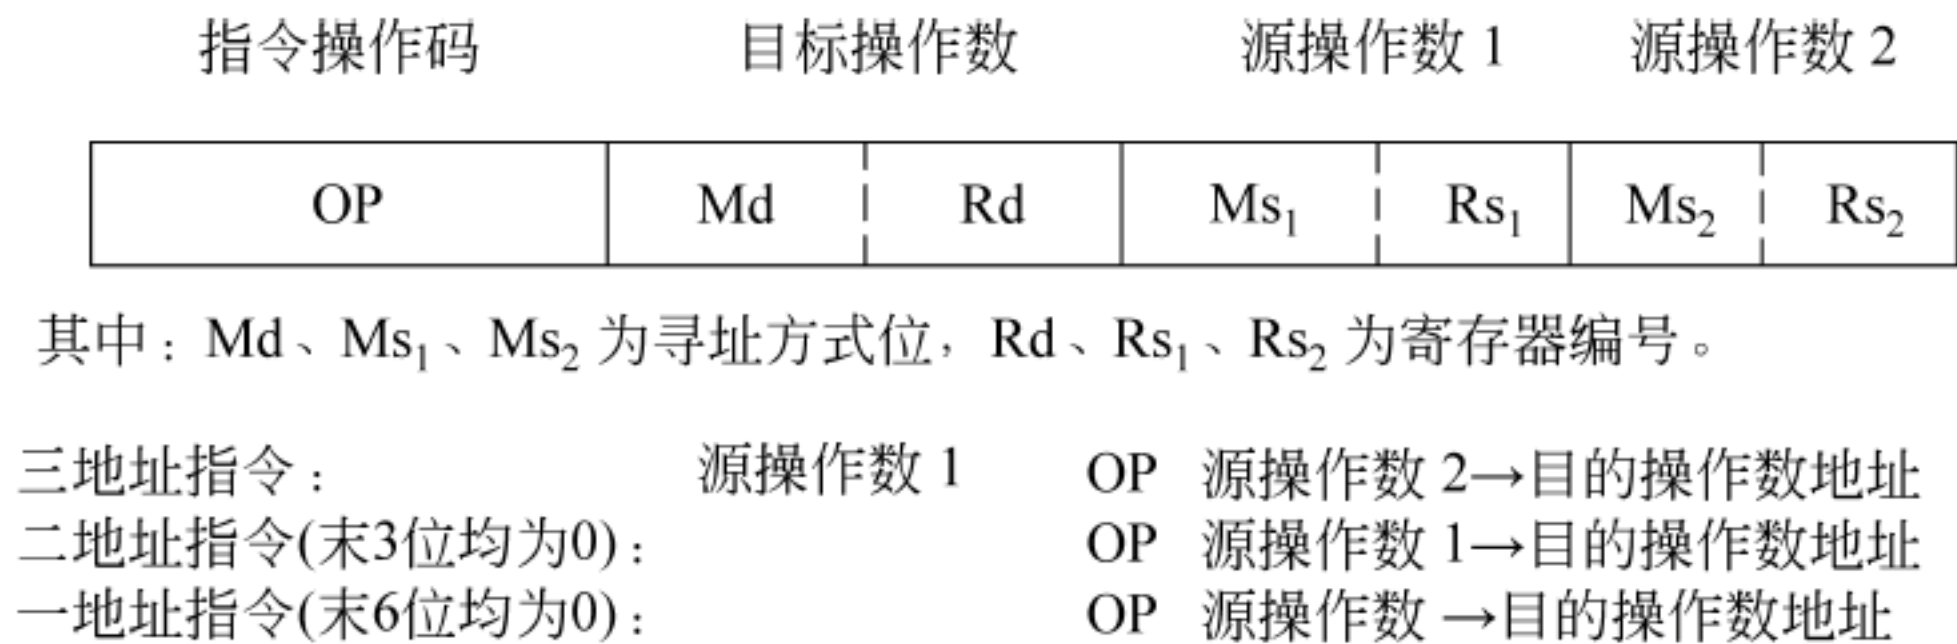 指令操作码 目标操作数 源操作数 1 源操作数 2
OP Md Rd Ms₁ Rs₁ Ms₂ Rs₂
其中：Md、Ms₁、Ms₂ 为寻址方式位，Rd、Rs₁、Rs₂ 为寄存器编号。
三地址指令： 源操作数 1 OP 源操作数 2→目的操作数地址
二地址指令(末3位均为0)： OP 源操作数 1→目的操作数地址
一地址指令(末6位均为0)： OP 源操作数 →目的操作数地址